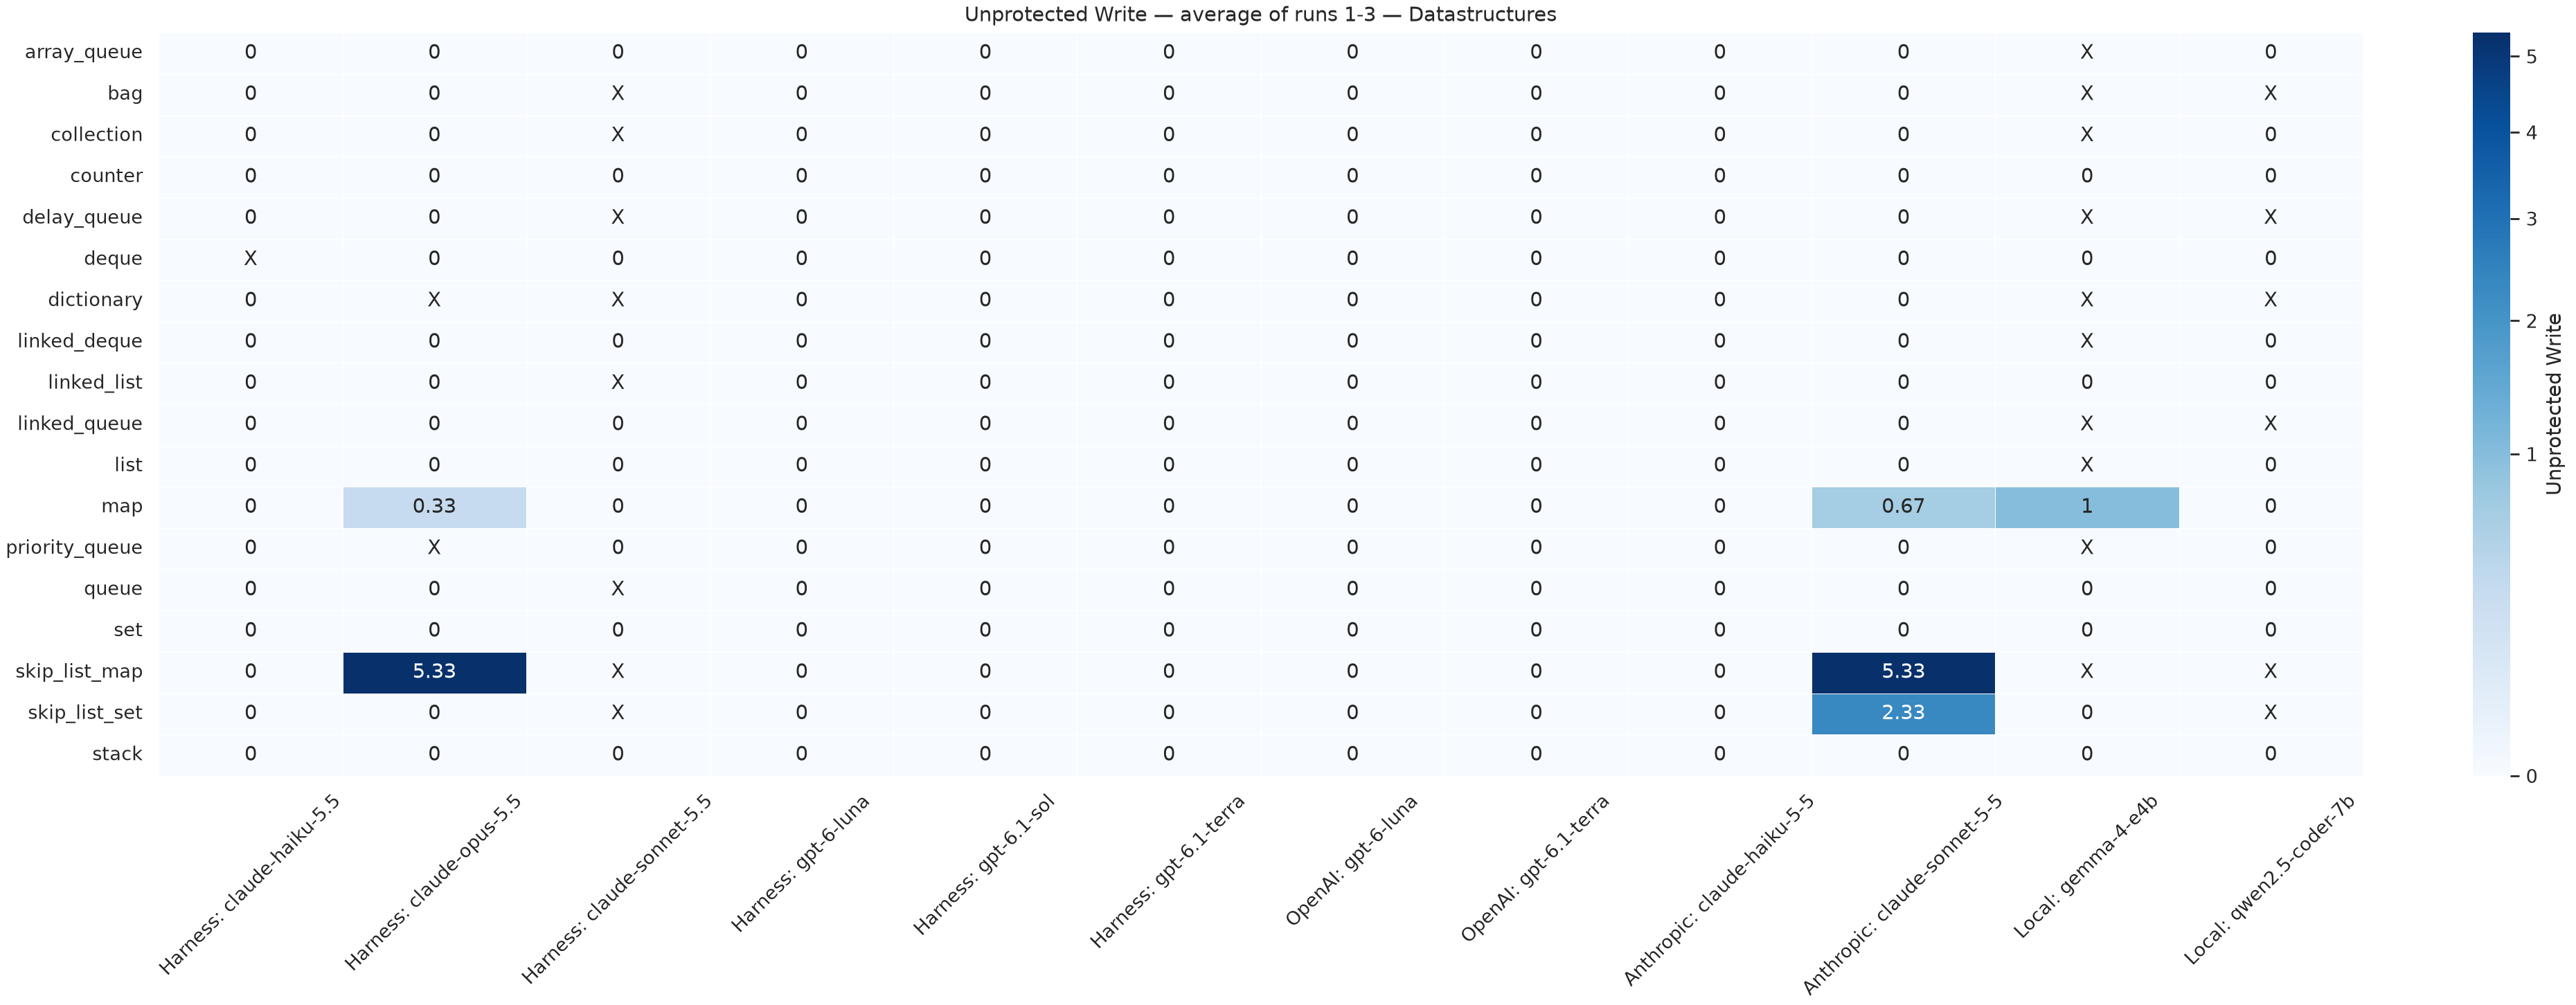 Unprotected Write — average of runs 1-3 — Datastructures
array_queue 0 0 0 0 0 0 0 0 0 0 X 0
bag 0 0 X 0 0 0 0 0 0 0 X X
collection 0 0 X 0 0 0 0 0 0 0 X 0
counter 0 0 0 0 0 0 0 0 0 0 0 0
delay_queue 0 0 X 0 0 0 0 0 0 0 X X
deque X 0 0 0 0 0 0 0 0 0 0 0
dictionary 0 X X 0 0 0 0 0 0 0 X X
linked_deque 0 0 0 0 0 0 0 0 0 0 X 0
linked_list 0 0 X 0 0 0 0 0 0 0 0 0
linked_queue 0 0 0 0 0 0 0 0 0 0 X X
list 0 0 0 0 0 0 0 0 0 0 X 0
map 0 0.33 0 0 0 0 0 0 0 0.67 1 0
priority_queue 0 X 0 0 0 0 0 0 0 0 X 0
queue 0 0 X 0 0 0 0 0 0 0 0 0
set 0 0 0 0 0 0 0 0 0 0 0 0
skip_list_map 0 5.33 X 0 0 0 0 0 0 5.33 X X
skip_list_set 0 0 X 0 0 0 0 0 0 2.33 0 X
stack 0 0 0 0 0 0 0 0 0 0 0 0
Harness: claude-haiku-5.5
Harness: claude-opus-5.5
Harness: claude-sonnet-5.5
Harness: gpt-6-luna
Harness: gpt-6.1-sol
Harness: gpt-6.1-terra
OpenAI: gpt-6-luna
OpenAI: gpt-6.1-terra
Anthropic: claude-haiku-5-5
Anthropic: claude-sonnet-5-5
Local: gemma-4-e4b
Local: qwen2.5-coder-7b
5
4
3
2
1
0
Unprotected Write